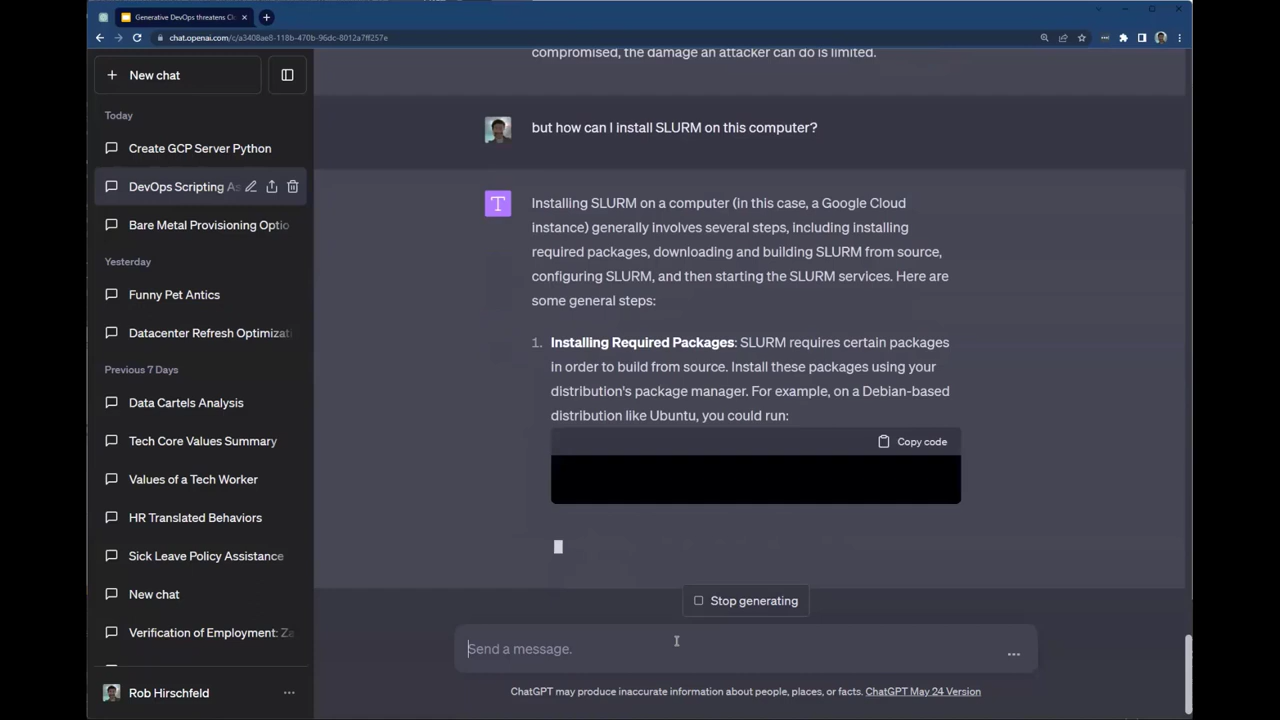 Generative DevOps threatens Cl
chat.openai.com/c/a3408ae8-118b-470b-96dc-8012a7ff257e
New chat
Today
Create GCP Server Python
DevOps Scripting As
Bare Metal Provisioning Optio
Yesterday
Funny Pet Antics
Datacenter Refresh Optimizati
Previous 7 Days
Data Cartels Analysis
Tech Core Values Summary
Values of a Tech Worker
HR Translated Behaviors
Sick Leave Policy Assistance
New chat
Verification of Employment: Za
Rob Hirschfeld
compromised, the damage an attacker can do is limited.
but how can I install SLURM on this computer?
T
Installing SLURM on a computer (in this case, a Google Cloud
instance) generally involves several steps, including installing
required packages, downloading and building SLURM from source,
configuring SLURM, and then starting the SLURM services. Here are
some general steps:
1. Installing Required Packages: SLURM requires certain packages
in order to build from source. Install these packages using your
distribution's package manager. For example, on a Debian-based
distribution like Ubuntu, you could run:
Copy code
Stop generating
Send a message.
ChatGPT may produce inaccurate information about people, places, or facts. ChatGPT May 24 Version